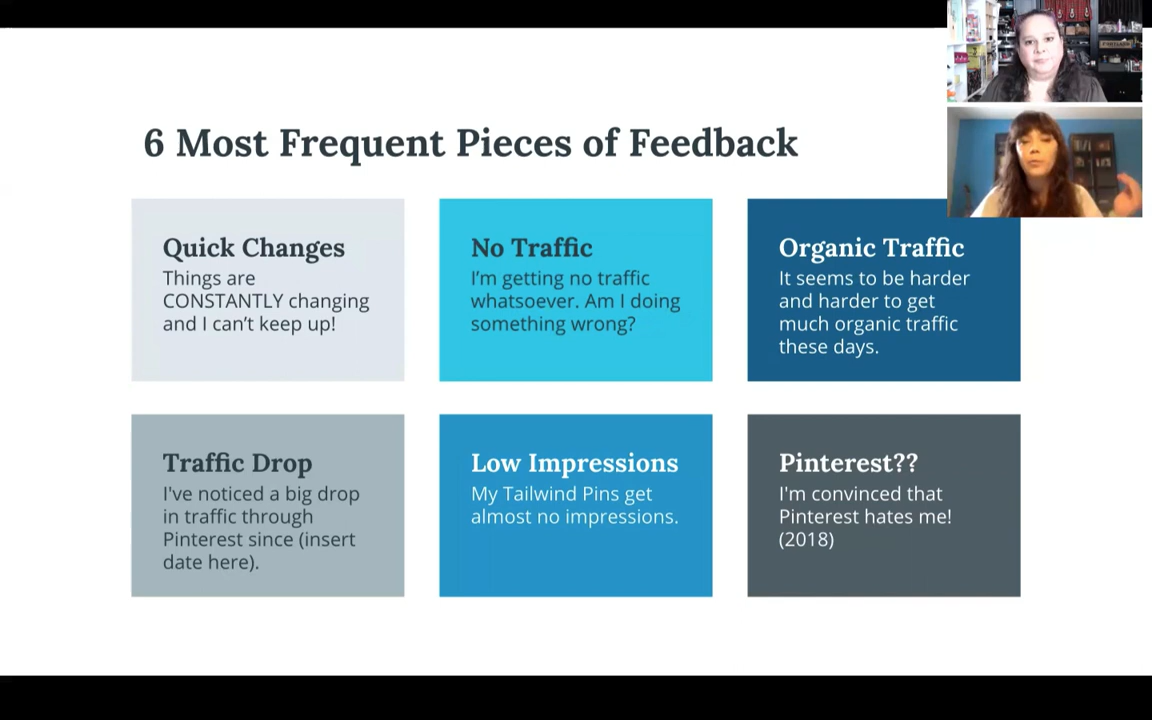 6 Most Frequent Pieces of Feedback
Quick Changes
Things are
CONSTANTLY changing
and I can’t keep up!
No Traffic
I’m getting no traffic
whatsoever. Am I doing
something wrong?
Organic Traffic
It seems to be harder
and harder to get
much organic traffic
these days.
Traffic Drop
I've noticed a big drop
in traffic through
Pinterest since (insert
date here).
Low Impressions
My Tailwind Pins get
almost no impressions.
Pinterest??
I'm convinced that
Pinterest hates me!
(2018)